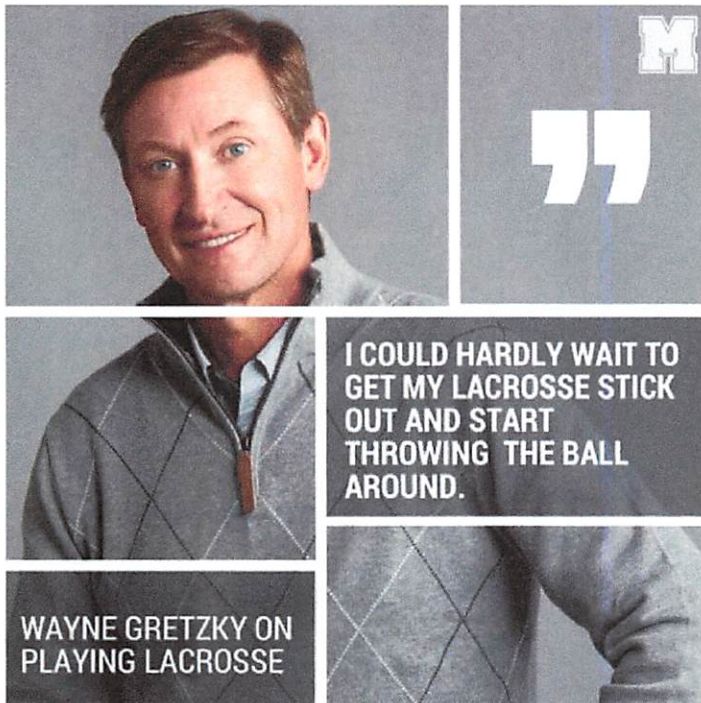 M
”
I COULD HARDLY WAIT TO
GET MY LACROSSE STICK
OUT AND START
THROWING THE BALL
AROUND.
WAYNE GRETZKY ON
PLAYING LACROSSE